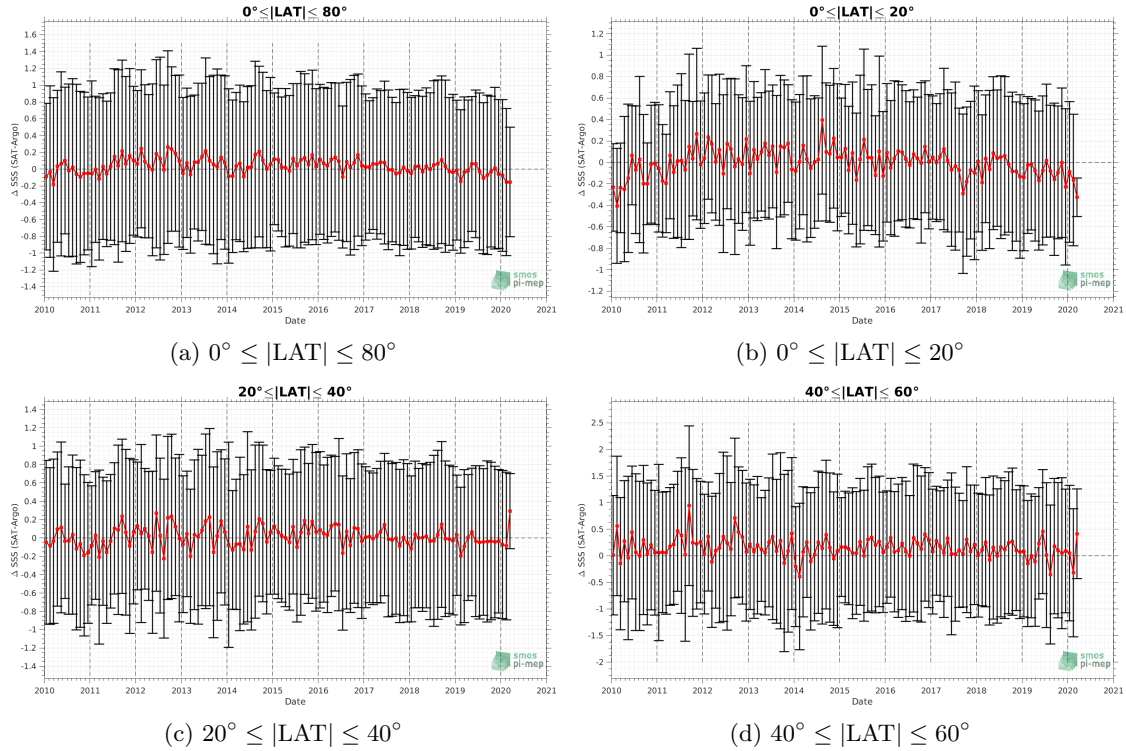 0°≤|LAT|≤ 80°
Δ SSS (SAT-Argo)
1.6
1.4
1.2
1
0.8
0.6
0.4
0.2
0
-0.2
-0.4
-0.6
-0.8
-1
-1.2
-1.4
2010 2011 2012 2013 2014 2015 2016 2017 2018 2019 2020 2021
Date
smos
pi-mep
(a) 0° ≤ |LAT| ≤ 80°
0°≤|LAT|≤ 20°
Δ SSS (SAT-Argo)
1.2
1
0.8
0.6
0.4
0.2
0
-0.2
-0.4
-0.6
-0.8
-1
-1.2
2010 2011 2012 2013 2014 2015 2016 2017 2018 2019 2020 2021
Date
smos
pi-mep
(b) 0° ≤ |LAT| ≤ 20°
20°≤|LAT|≤ 40°
Δ SSS (SAT-Argo)
1.4
1.2
1
0.8
0.6
0.4
0.2
0
-0.2
-0.4
-0.6
-0.8
-1
-1.2
-1.4
2010 2011 2012 2013 2014 2015 2016 2017 2018 2019 2020 2021
Date
smos
pi-mep
(c) 20° ≤ |LAT| ≤ 40°
40°≤|LAT|≤ 60°
Δ SSS (SAT-Argo)
2.5
2
1.5
1
0.5
0
-0.5
-1
-1.5
-2
2010 2011 2012 2013 2014 2015 2016 2017 2018 2019 2020 2021
Date
smos
pi-mep
(d) 40° ≤ |LAT| ≤ 60°